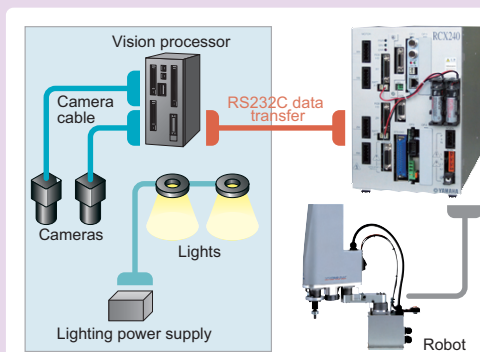 Vision processor
Camera
cable
RS232C data
transfer
RCX240
Cameras
Lights
Lighting power supply
YAMAHA
Robot